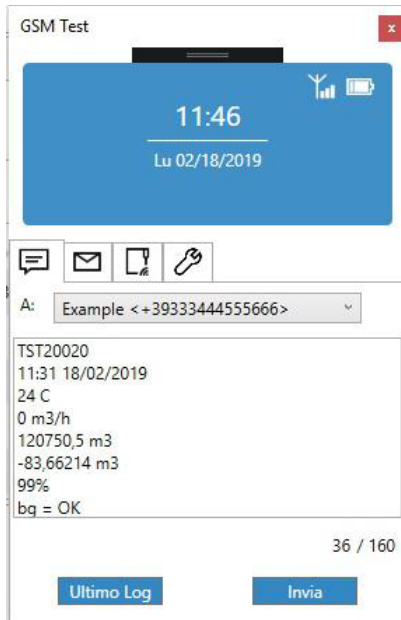 GSM Test
x
11:46
Lu 02/18/2019
A:
Example <+39333444555666>
TST20020
11:31 18/02/2019
24 C
0 m3/h
120750,5 m3
-83,66214 m3
99%
bg = OK
36 / 160
Ultimo Log
Invia